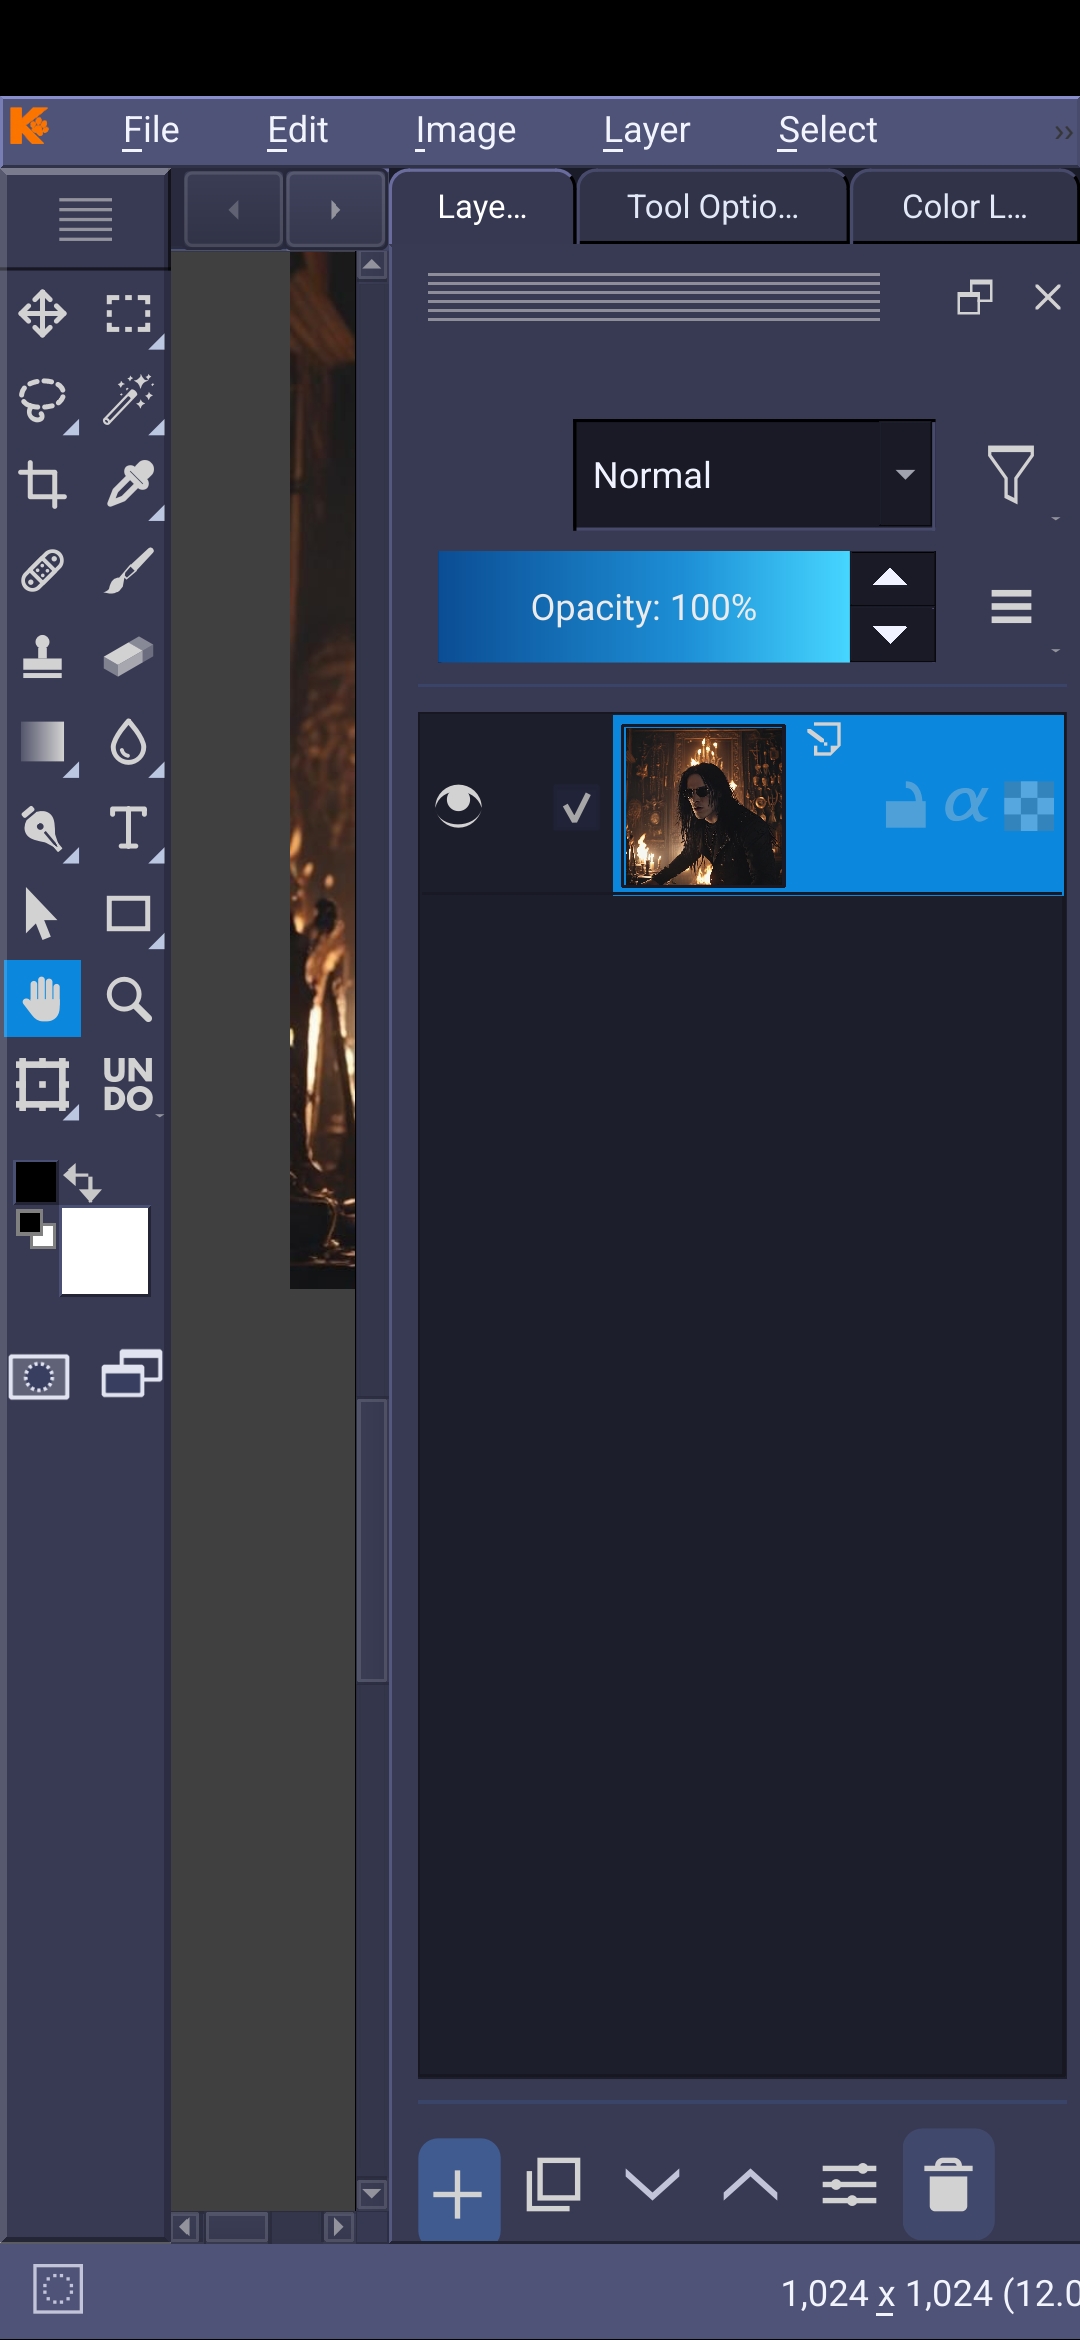 File Edit Image Layer Select »
Laye... Tool Optio... Color L...
Normal
Opacity: 100%
α
T
UN
DO
1,024 x 1,024 (12.0